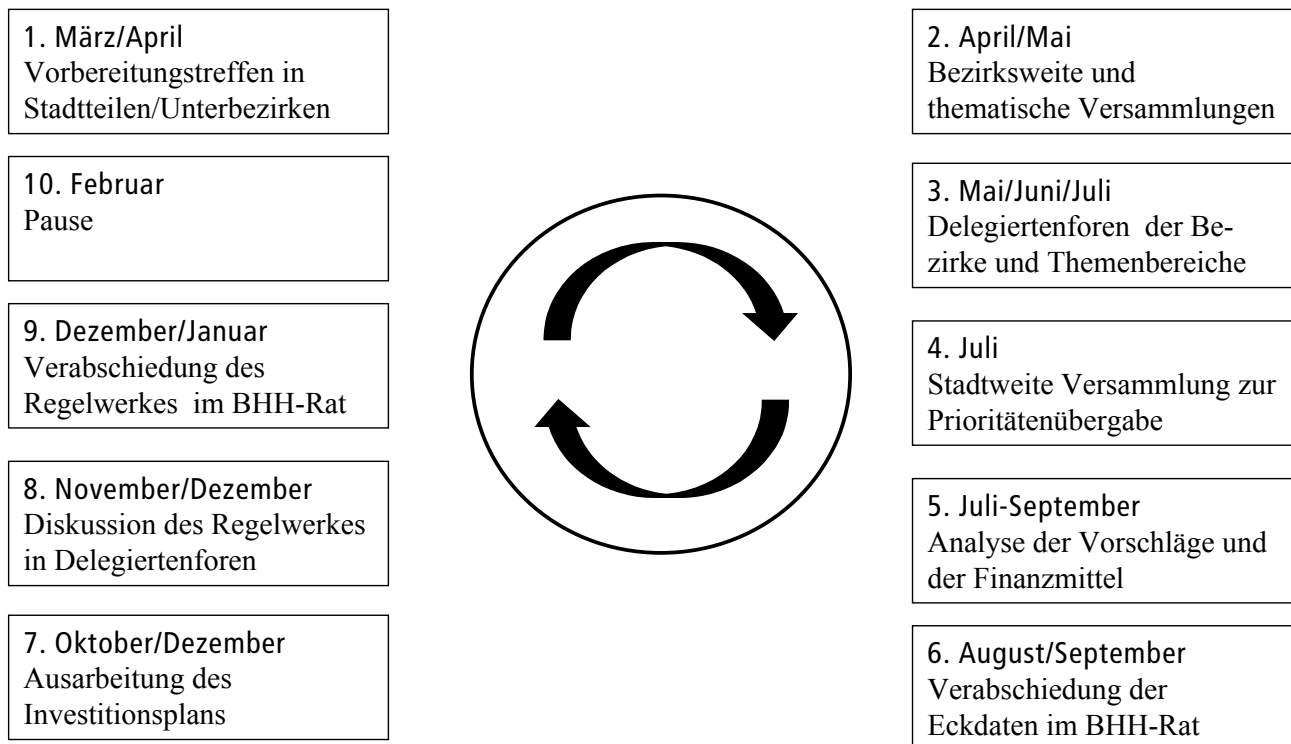 1. März/April
Vorbereitungstreffen in
Stadtteilen/Unterbezirken
2. April/Mai
Bezirksweite und
thematische Versammlungen
3. Mai/Juni/Juli
Delegiertenforen der Be-
zirke und Themenbereiche
4. Juli
Stadtweite Versammlung zur
Prioritätenübergabe
5. Juli-September
Analyse der Vorschläge und
der Finanzmittel
6. August/September
Verabschiedung der
Eckdaten im BHH-Rat
7. Oktober/Dezember
Ausarbeitung des
Investitionsplans
8. November/Dezember
Diskussion des Regelwerkes
in Delegiertenforen
9. Dezember/Januar
Verabschiedung des
Regelwerkes im BHH-Rat
10. Februar
Pause